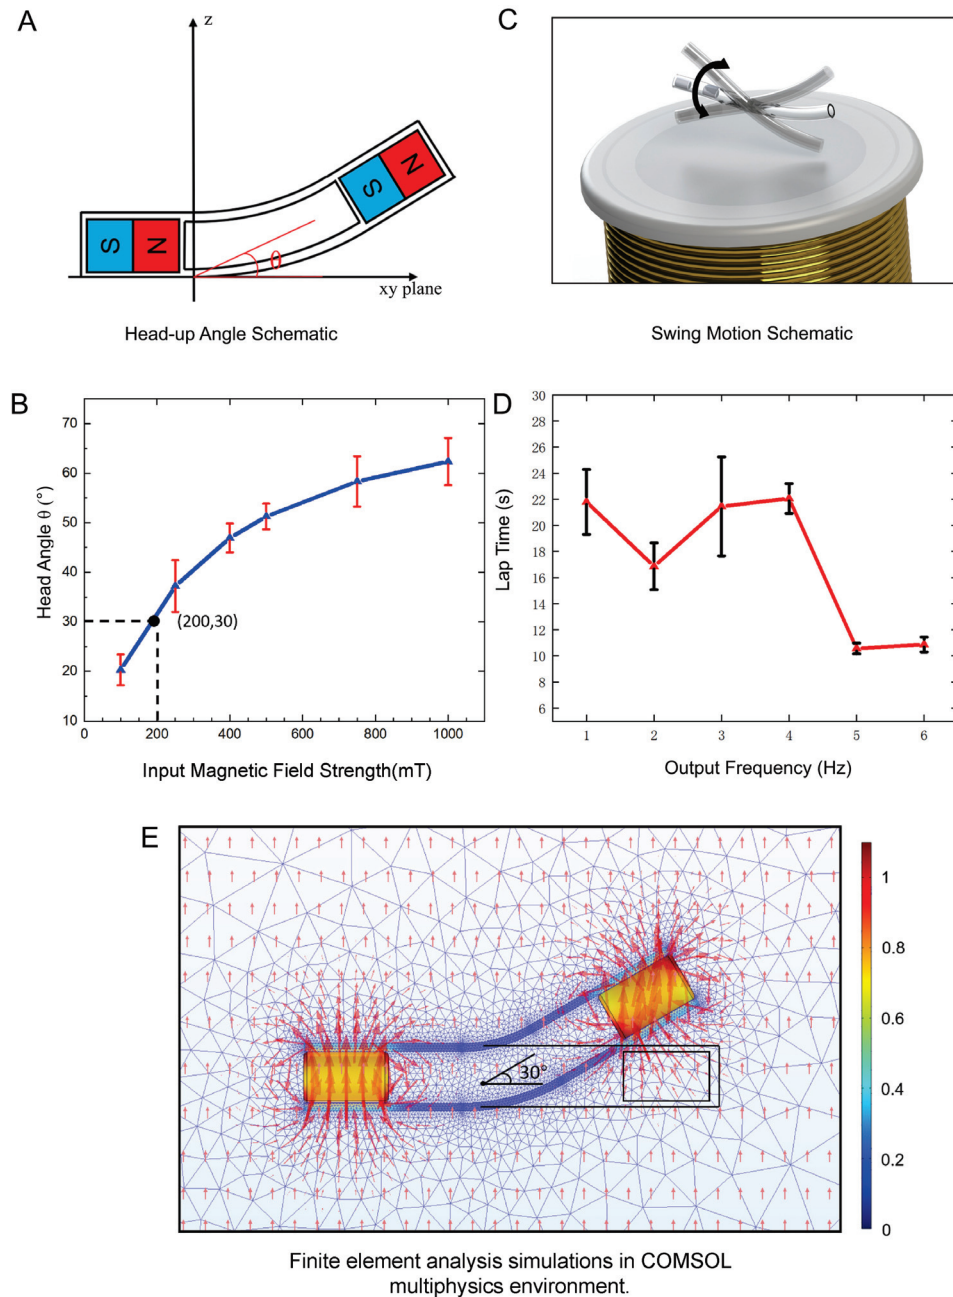 A
z
S
N
S
N
θ
xy plane
Head-up Angle Schematic
C
Swing Motion Schematic
B
70
60
50
40
30
20
10
0
200
400
600
800
1000
(200,30)
Head Angle θ (°)
Input Magnetic Field Strength(mT)
D
30
28
26
24
22
20
18
16
14
12
10
8
6
1
2
3
4
5
6
Lap Time (s)
Output Frequency (Hz)
E
30°
1
0.8
0.6
0.4
0.2
0
Finite element analysis simulations in COMSOL
multiphysics environment.